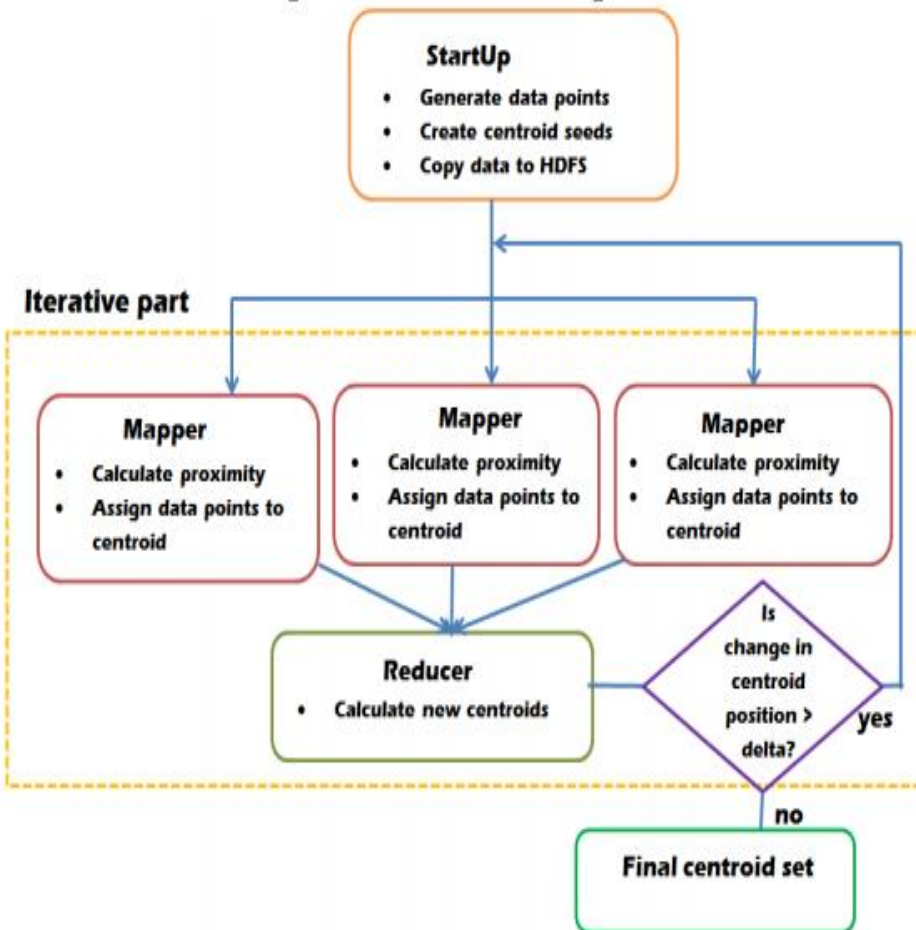 StartUp
• Generate data points
• Create centroid seeds
• Copy data to HDFS
Iterative part
Mapper
• Calculate proximity
• Assign data points to
centroid
Mapper
• Calculate proximity
• Assign data points to
centroid
Mapper
• Calculate proximity
• Assign data points to
centroid
Reducer
• Calculate new centroids
Is
change in
centroid
position >
delta?
yes
no
Final centroid set